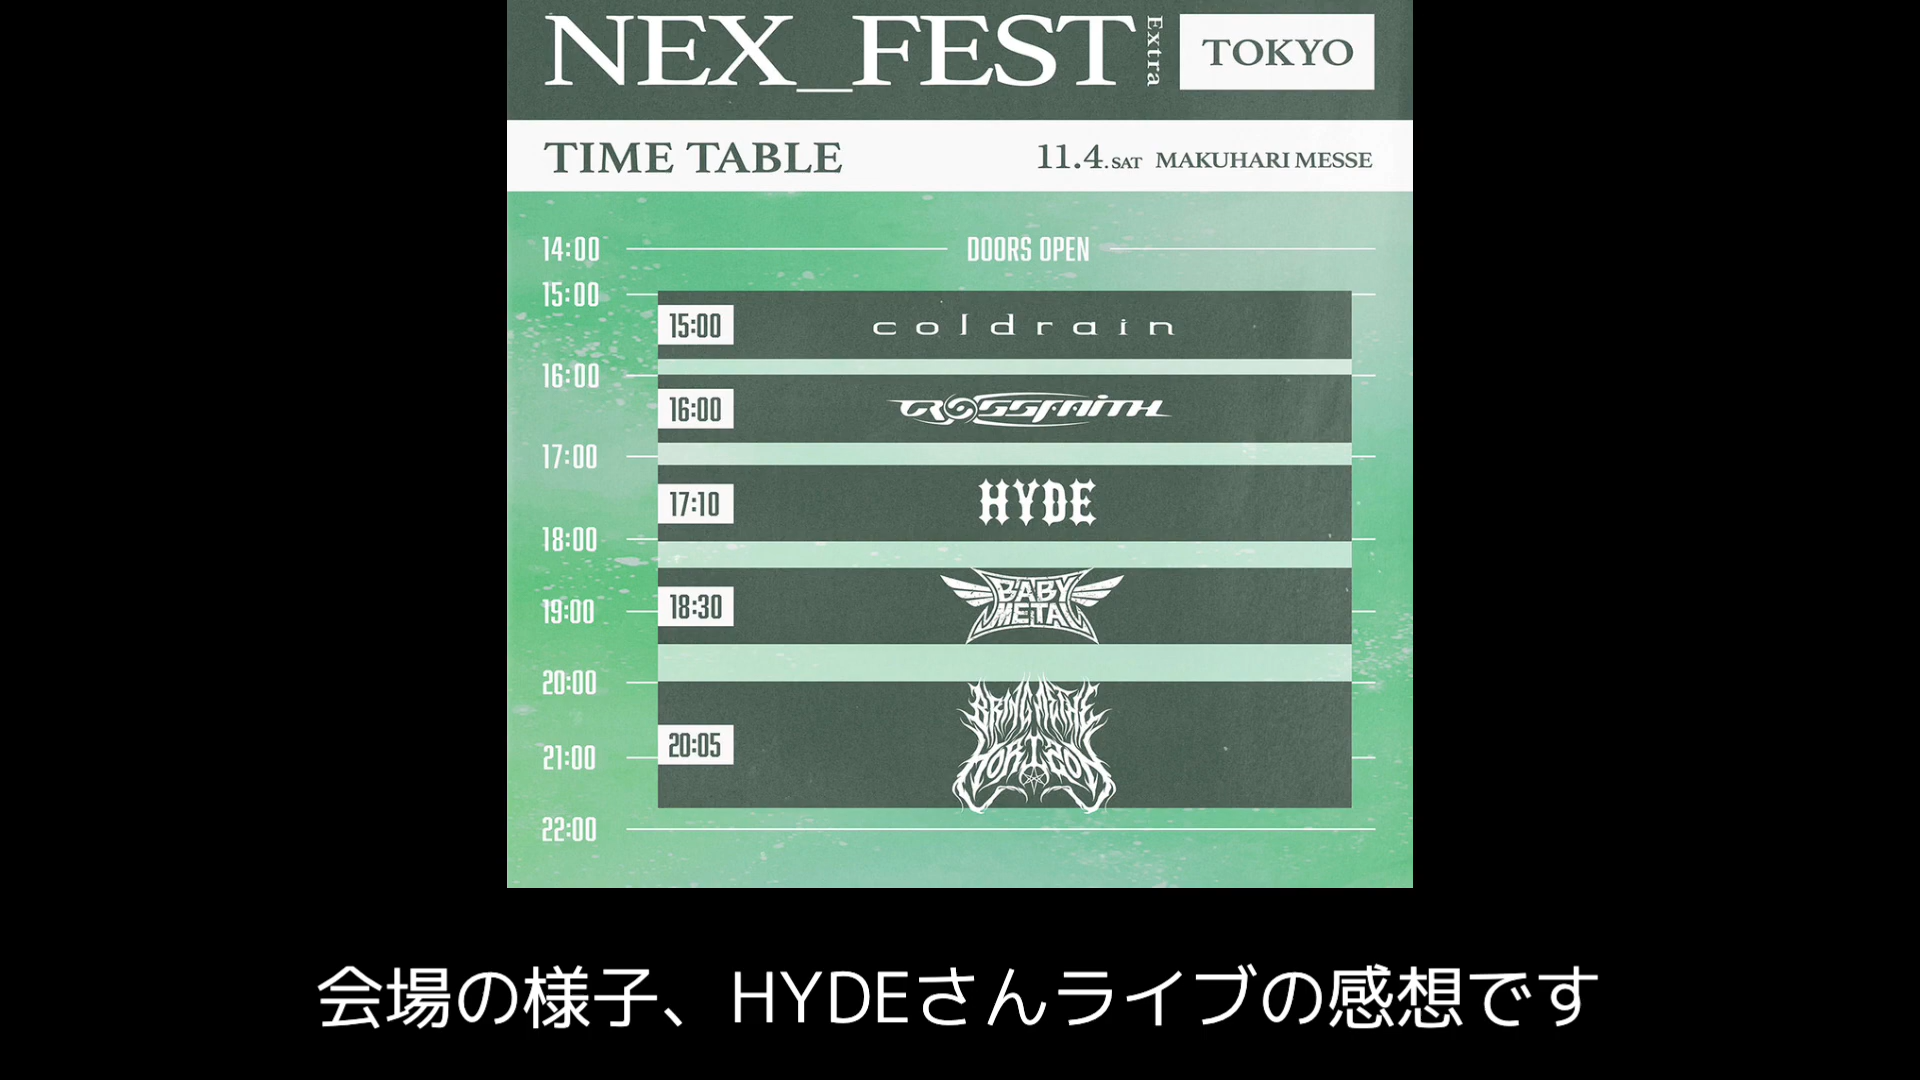 NEX_FEST Extra TOKYO
TIME TABLE 11.4.SAT MAKUHARI MESSE
14:00 DOORS OPEN
15:00
15:00 coldrain
16:00
16:00 CROSSFAITH
17:00
17:10 HYDE
18:00
18:30 BABY METAL
19:00
20:00
20:05 BRING ME THE HORIZON
21:00
22:00
会場の様子、HYDEさんライブの感想です